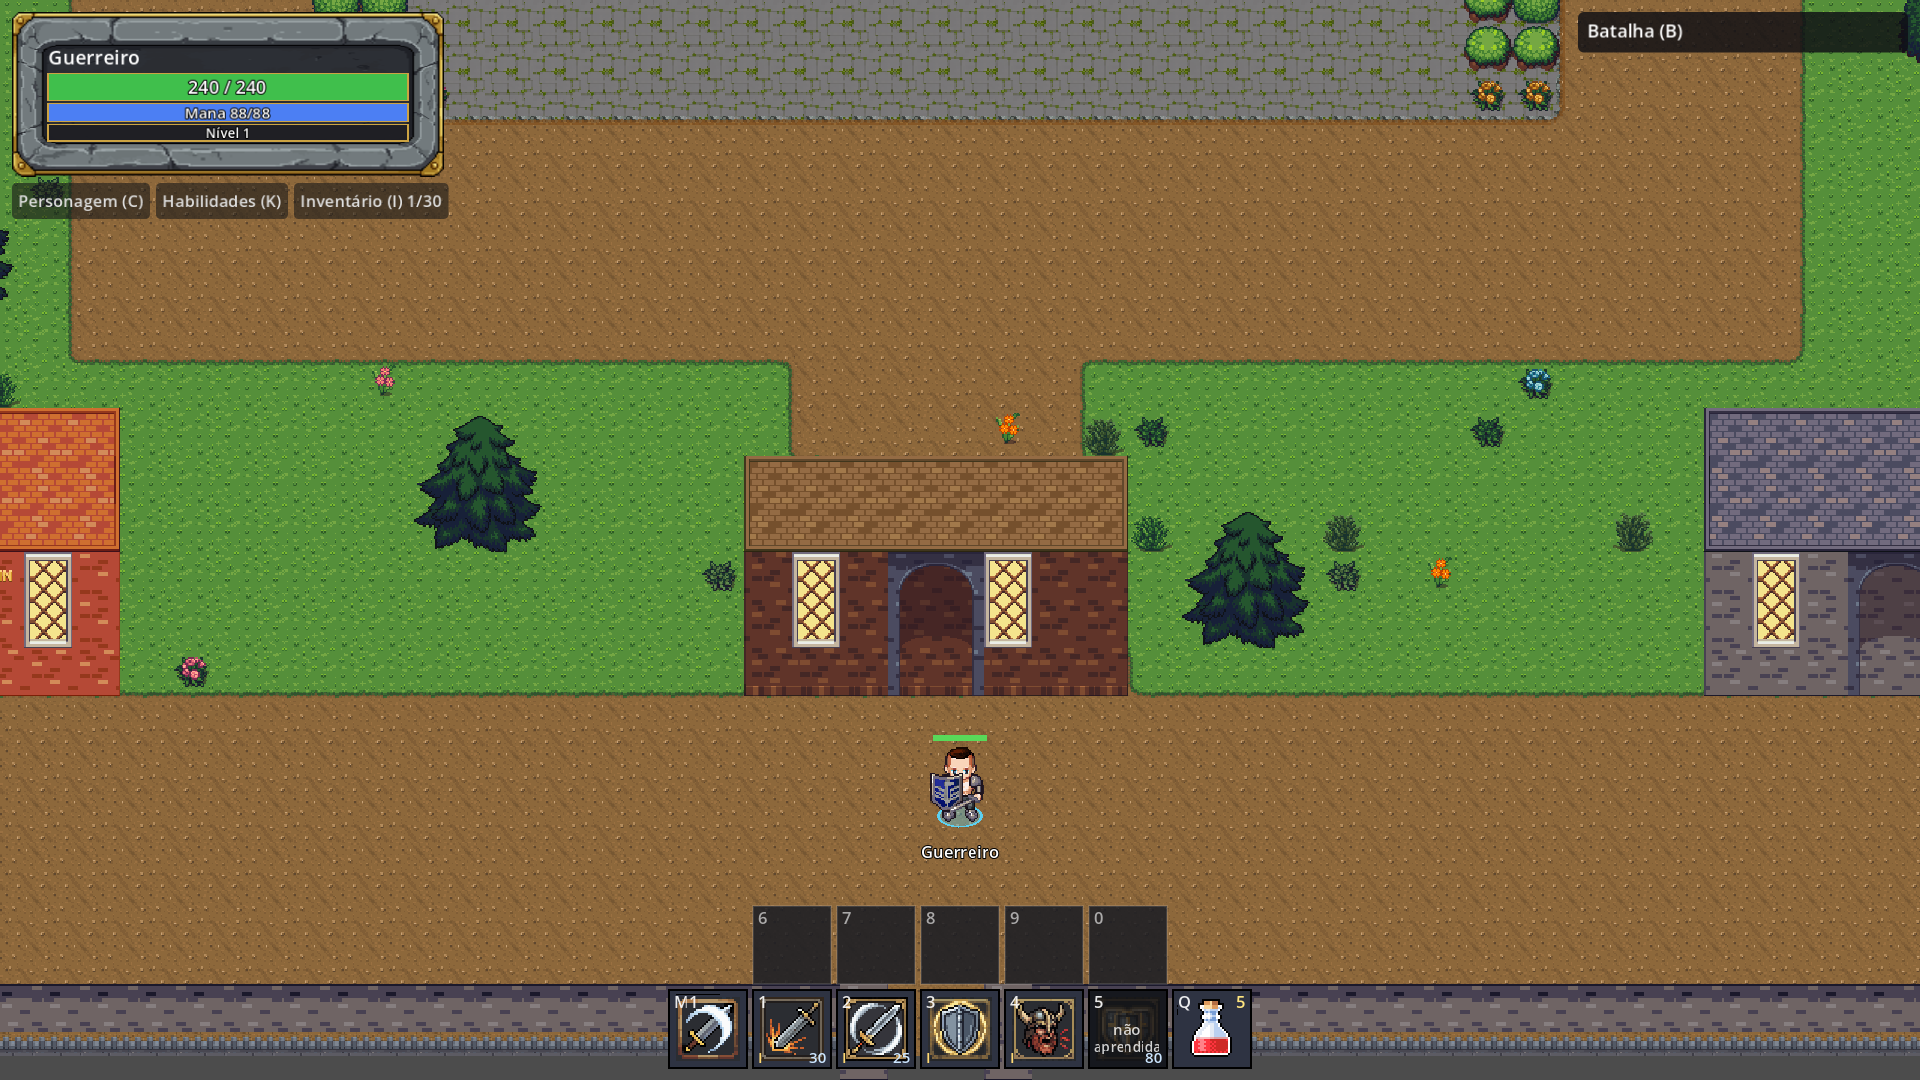 Guerreiro
240 / 240
Mana 88/88
Nível 1
Personagem (C)
Habilidades (K)
Inventário (I) 1/30
Batalha (B)
Guerreiro
6
7
8
9
0
M1
1
I
30
2
I
25
3
I
4
I
5
não
aprendida
80
Q
5